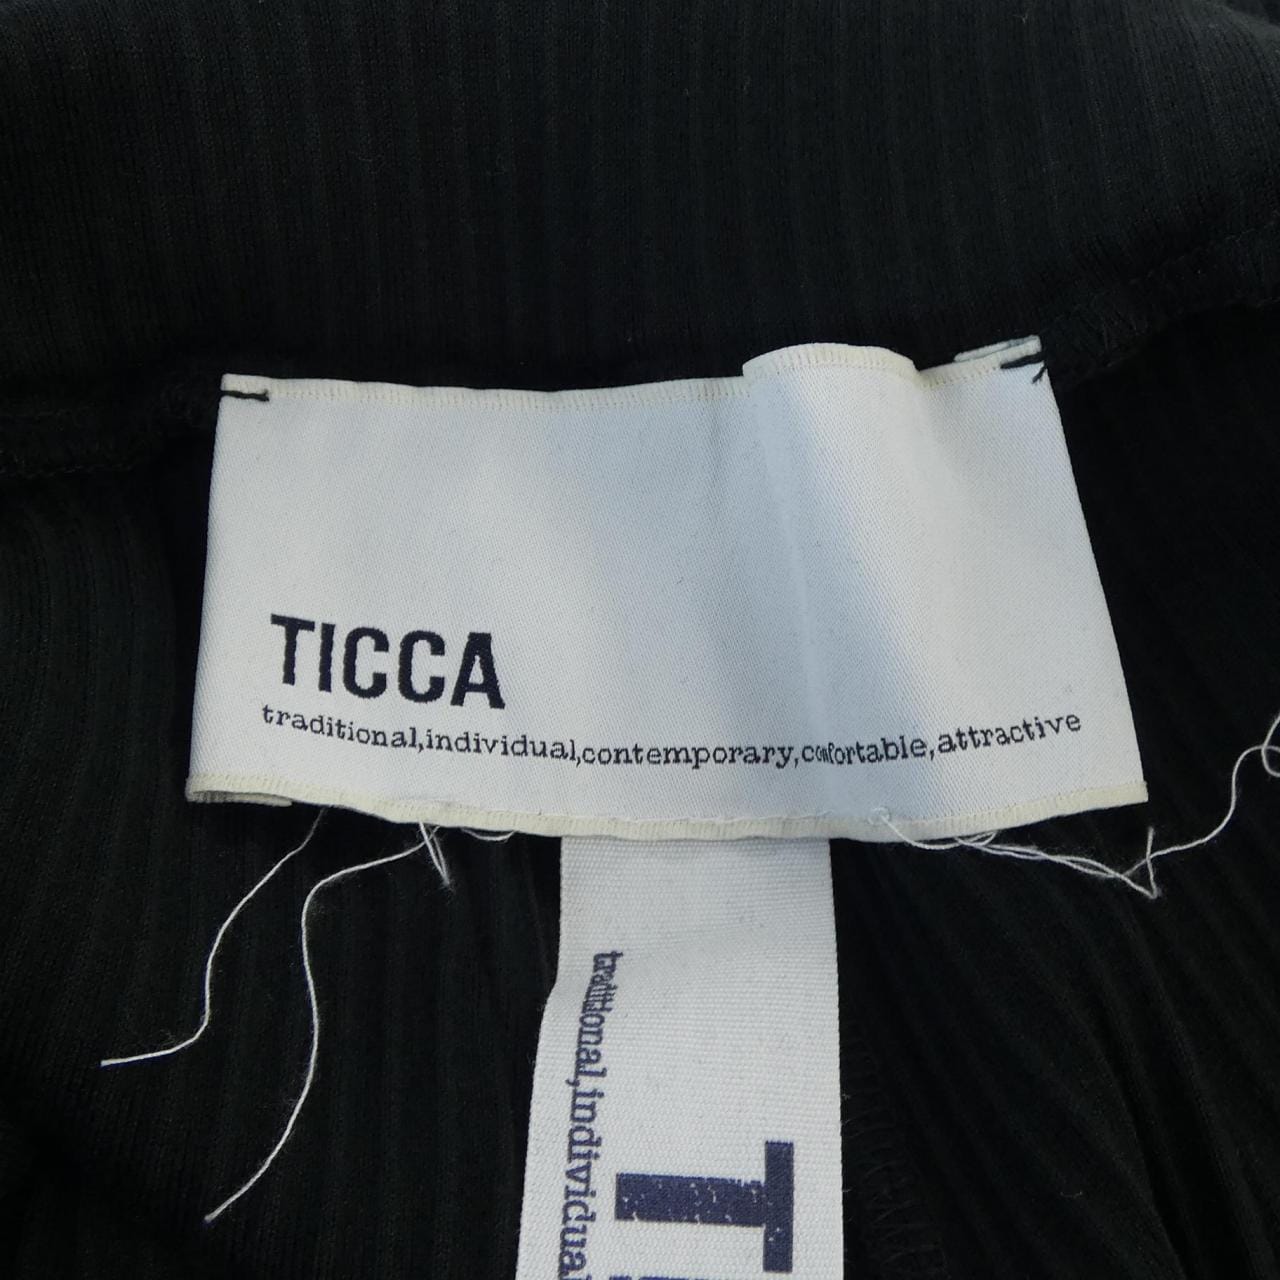 TICCA
traditional,individual,contemporary,comfortable,attractive
traditional,individual